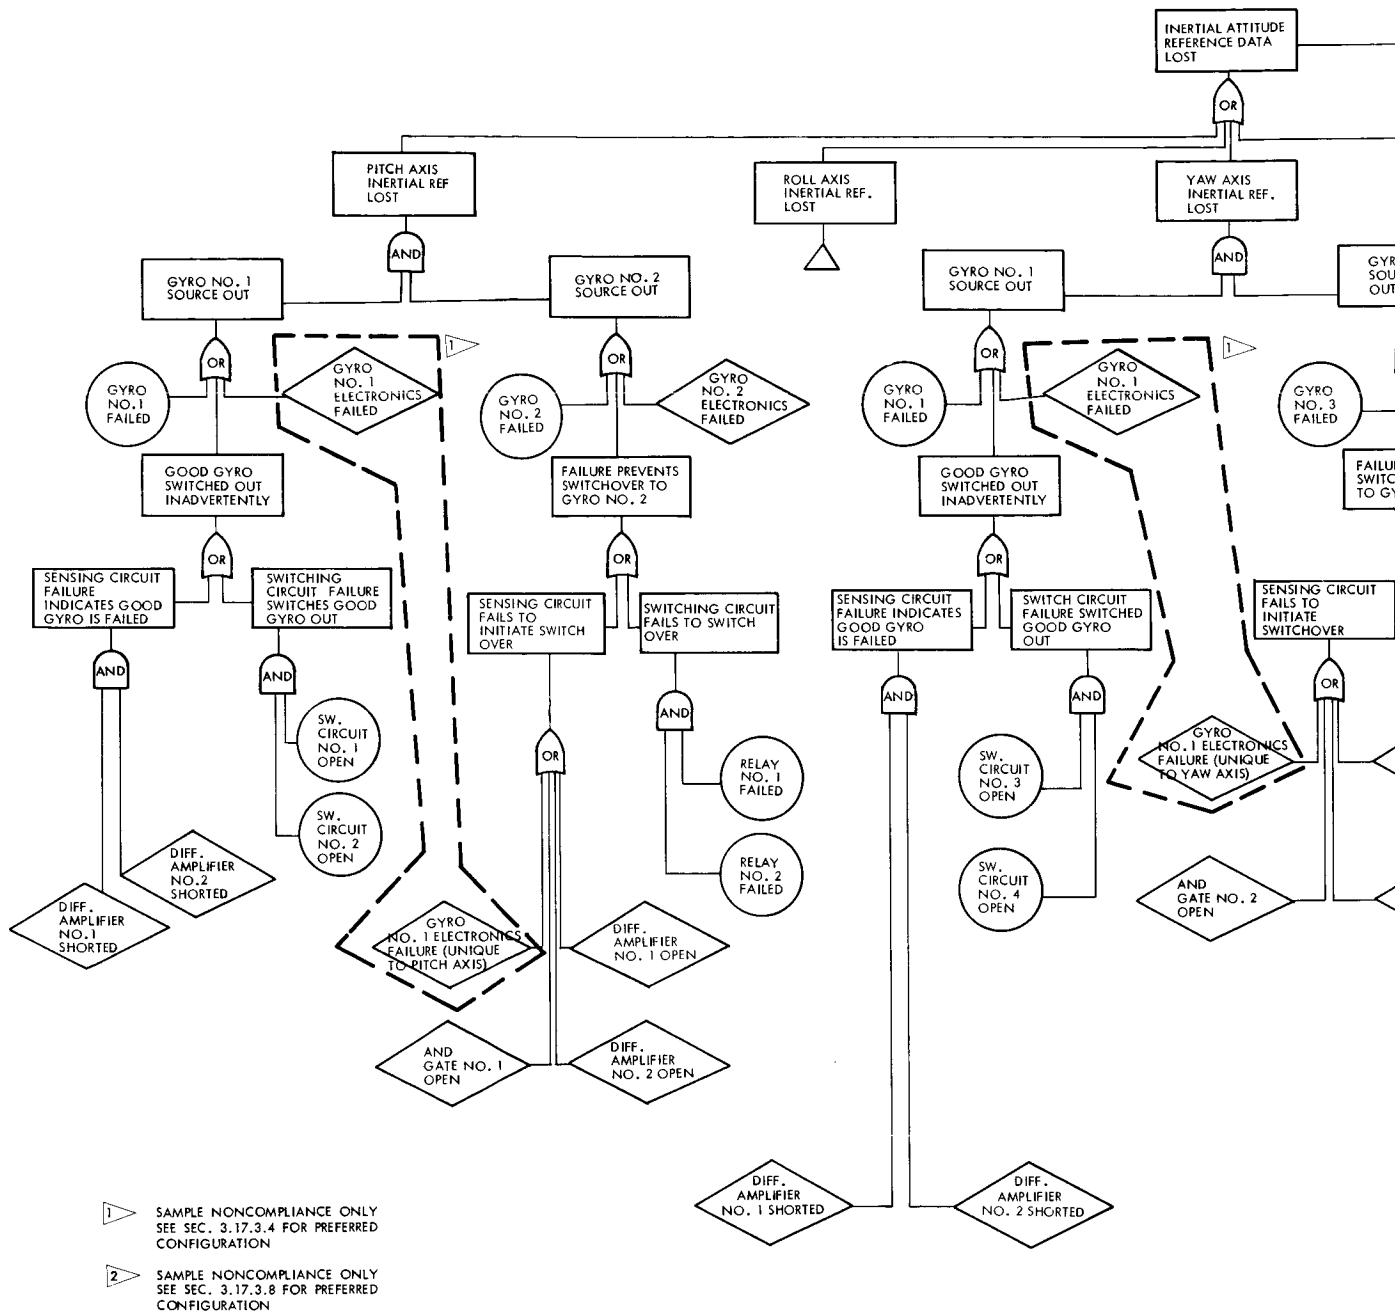 INERTIAL ATTITUDE
REFERENCE DATA
LOST
OR
PITCH AXIS
INERTIAL REF
LOST
ROLL AXIS
INERTIAL REF.
LOST
YAW AXIS
INERTIAL REF.
LOST
AND
AND
GYRO NO. 1
SOURCE OUT
GYRO NO. 2
SOURCE OUT
GYRO NO. 1
SOURCE OUT
OUT
1
1
OR
OR
OR
GYRO
NO.1
FAILED
GYRO
NO. 1
ELECTRONICS
FAILED
GYRO
NO. 2
FAILED
GYRO
NO. 2
ELECTRONICS
FAILED
GYRO
NO. 1
FAILED
GYRO
NO. 1
ELECTRONICS
FAILED
GYRO
NO. 3
FAILED
GOOD GYRO
SWITCHED OUT
INADVERTENTLY
FAILURE PREVENTS
SWITCHOVER TO
GYRO NO. 2
GOOD GYRO
SWITCHED OUT
INADVERTENTLY
OR
OR
OR
SENSING CIRCUIT
FAILURE
INDICATES GOOD
GYRO IS FAILED
SWITCHING
CIRCUIT FAILURE
SWITCHES GOOD
GYRO OUT
SENSING CIRCUIT
FAILS TO
INITIATE SWITCH
OVER
SWITCHING CIRCUIT
FAILS TO SWITCH
OVER
SENSING CIRCUIT
FAILURE INDICATES
GOOD GYRO
IS FAILED
SWITCH CIRCUIT
FAILURE SWITCHED
GOOD GYRO
OUT
SENSING CIRCUIT
FAILS TO
INITIATE
SWITCHOVER
AND
AND
AND
AND
AND
OR
OR
SW.
CIRCUIT
NO. 1
OPEN
SW.
CIRCUIT
NO. 2
OPEN
RELAY
NO. 1
FAILED
RELAY
NO. 2
FAILED
SW.
CIRCUIT
NO. 3
OPEN
SW.
CIRCUIT
NO. 4
OPEN
GYRO
NO. 1 ELECTRONICS
FAILURE (UNIQUE
TO YAW AXIS)
AND
GATE NO. 2
OPEN
DIFF.
AMPLIFIER
NO.2
SHORTED
DIFF.
AMPLIFIER
NO.1
SHORTED
GYRO
NO. 1 ELECTRONICS
FAILURE (UNIQUE
TO PITCH AXIS)
DIFF.
AMPLIFIER
NO. 1 OPEN
AND
GATE NO. 1
OPEN
DIFF.
AMPLIFIER
NO. 2 OPEN
DIFF.
AMPLIFIER
NO. 1 SHORTED
DIFF.
AMPLIFIER
NO. 2 SHORTED
1 SAMPLE NONCOMPLIANCE ONLY
SEE SEC. 3.17.3.4 FOR PREFERRED
CONFIGURATION
2 SAMPLE NONCOMPLIANCE ONLY
SEE SEC. 3.17.3.8 FOR PREFERRED
CONFIGURATION